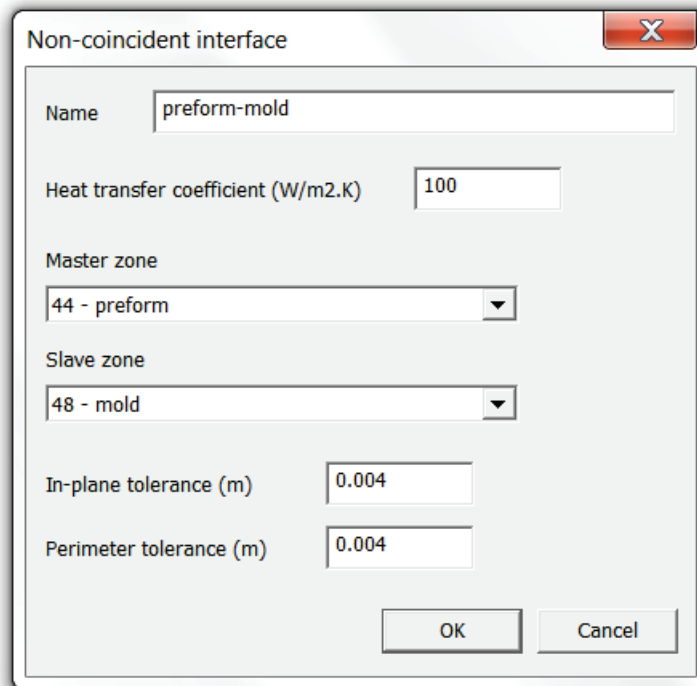 Non-coincident interface
X
Name preform-mold
Heat transfer coefficient (W/m2.K) 100
Master zone
44 - preform
Slave zone
48 - mold
In-plane tolerance (m) 0.004
Perimeter tolerance (m) 0.004
OK Cancel